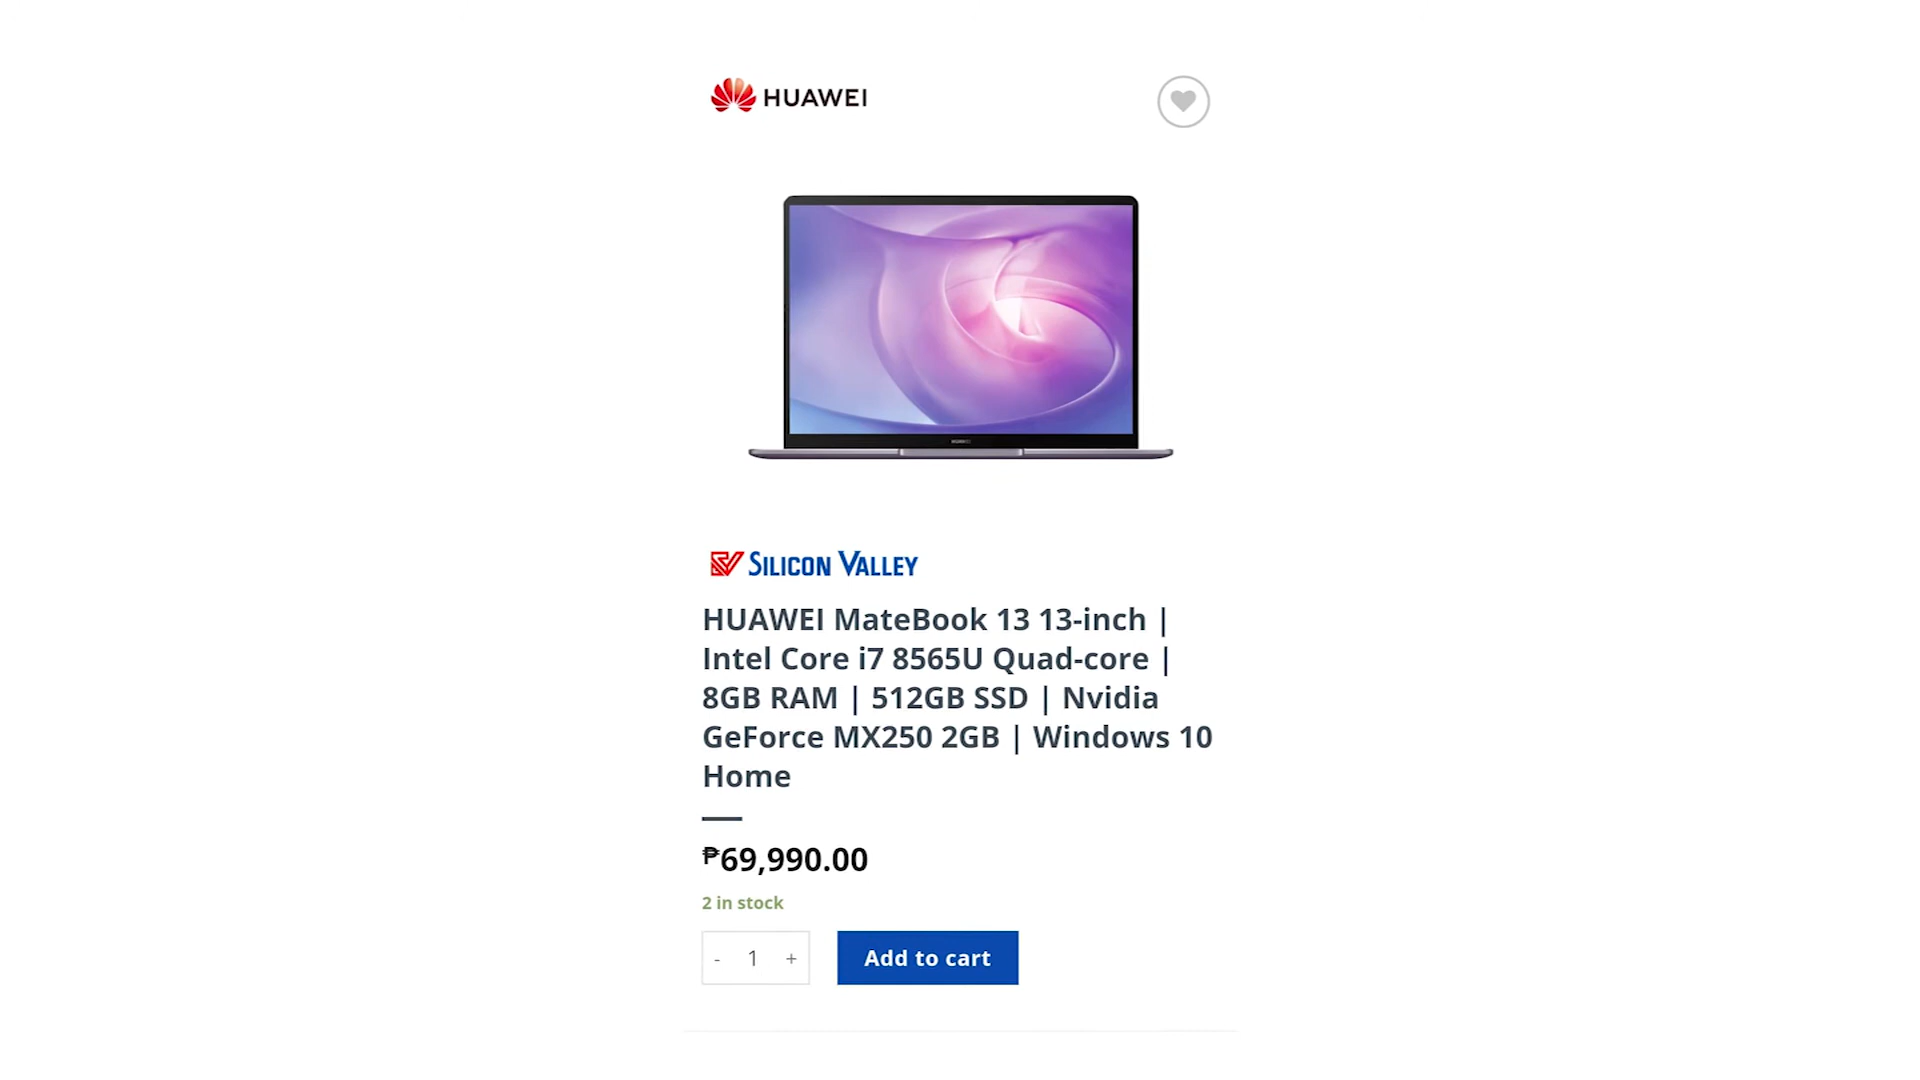 HUAWEI
SILICON VALLEY
HUAWEI MateBook 13 13-inch |
Intel Core i7 8565U Quad-core |
8GB RAM | 512GB SSD | Nvidia
GeForce MX250 2GB | Windows 10
Home
₱69,990.00
2 in stock
- 1 +
Add to cart